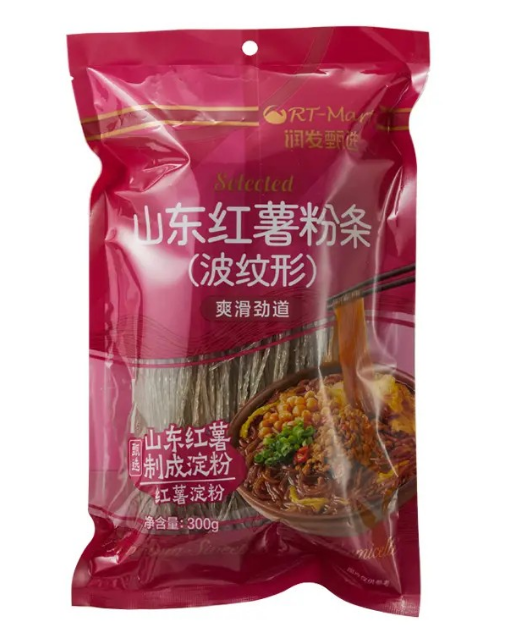 RT-Mart
润发甄选
Selected
山东红薯粉条
(波纹形)
爽滑劲道
甄选
山东红薯
制成淀粉
红薯淀粉
净含量: 300g